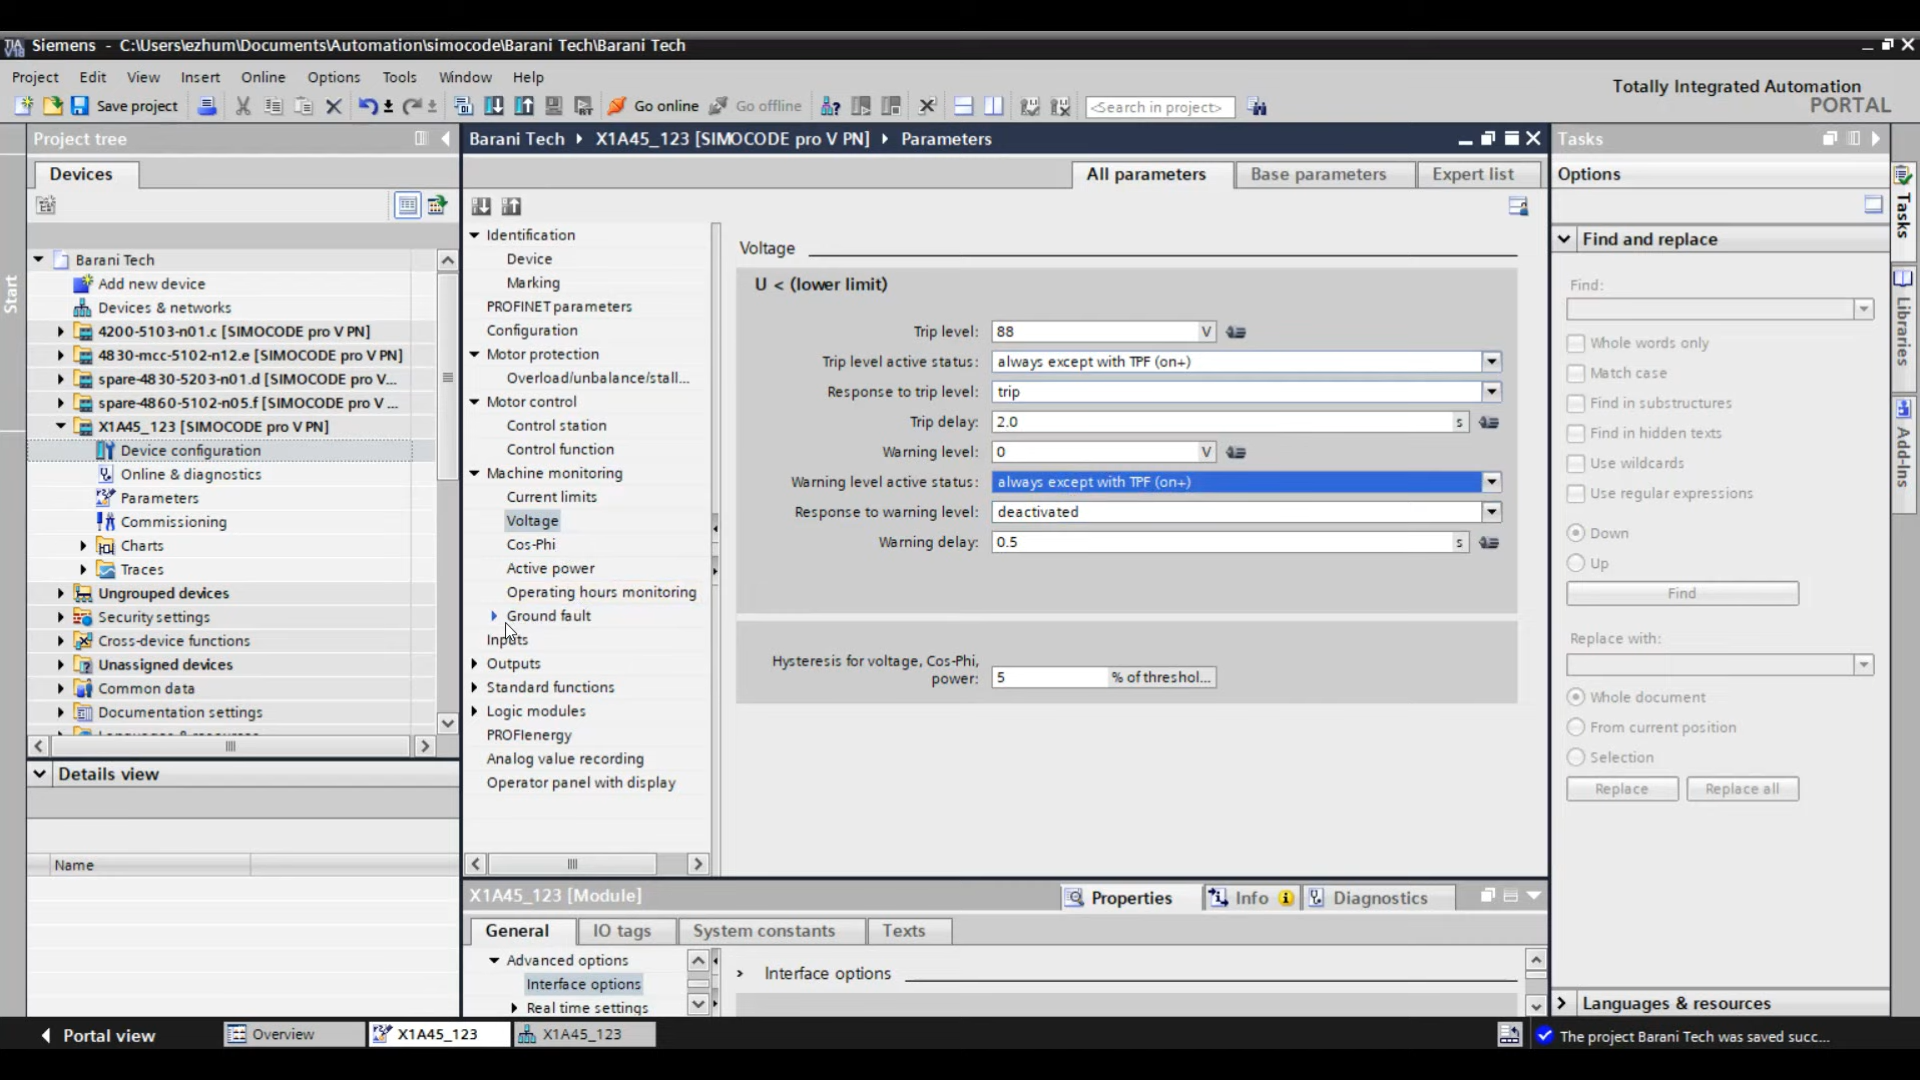 Siemens - C:\Users\ezhum\Documents\Automation\simocode\Barani Tech\Barani Tech
Project Edit View Insert Online Options Tools Window Help
Totally Integrated Automation
PORTAL
Save project
Go online
Go offline
<Search in project>
Project tree
Devices
Start
Barani Tech
Add new device
Devices & networks
4200-5103-n01.c [SIMOCODE pro V PN]
4830-mcc-5102-n12.e [SIMOCODE pro V PN]
spare-4830-5203-n01.d [SIMOCODE pro V...
spare-4860-5102-n05.f [SIMOCODE pro V ...
X1A45_123 [SIMOCODE pro V PN]
Device configuration
Online & diagnostics
Parameters
Commissioning
Charts
Traces
Ungrouped devices
Security settings
Cross-device functions
Unassigned devices
Common data
Documentation settings
Details view
Name
Barani Tech X1A45_123 [SIMOCODE pro V PN] Parameters
All parameters
Base parameters
Expert list
Identification
Device
Marking
PROFINET parameters
Configuration
Motor protection
Overload/unbalance/stall...
Motor control
Control station
Control function
Machine monitoring
Current limits
Voltage
Cos-Phi
Active power
Operating hours monitoring
Ground fault
Inputs
Outputs
Standard functions
Logic modules
PROFIenergy
Analog value recording
Operator panel with display
Voltage
U < (lower limit)
Trip level: 88 V
Trip level active status: always except with TPF (on+)
Response to trip level: trip
Trip delay: 2.0 s
Warning level: 0 V
Warning level active status: always except with TPF (on+)
Response to warning level: deactivated
Warning delay: 0.5 s
Hysteresis for voltage, Cos-Phi,
power: 5 % of threshol...
X1A45_123 [Module]
Properties
Info
Diagnostics
General
IO tags
System constants
Texts
Advanced options
Interface options
Real time settings
Interface options
Tasks
Options
Find and replace
Find:
Whole words only
Match case
Find in substructures
Find in hidden texts
Use wildcards
Use regular expressions
Down
Up
Find
Replace with:
Whole document
From current position
Selection
Replace
Replace all
Languages & resources
Tasks
Libraries
Add-Ins
Portal view
Overview
X1A45_123
X1A45_123
The project Barani Tech was saved succ...